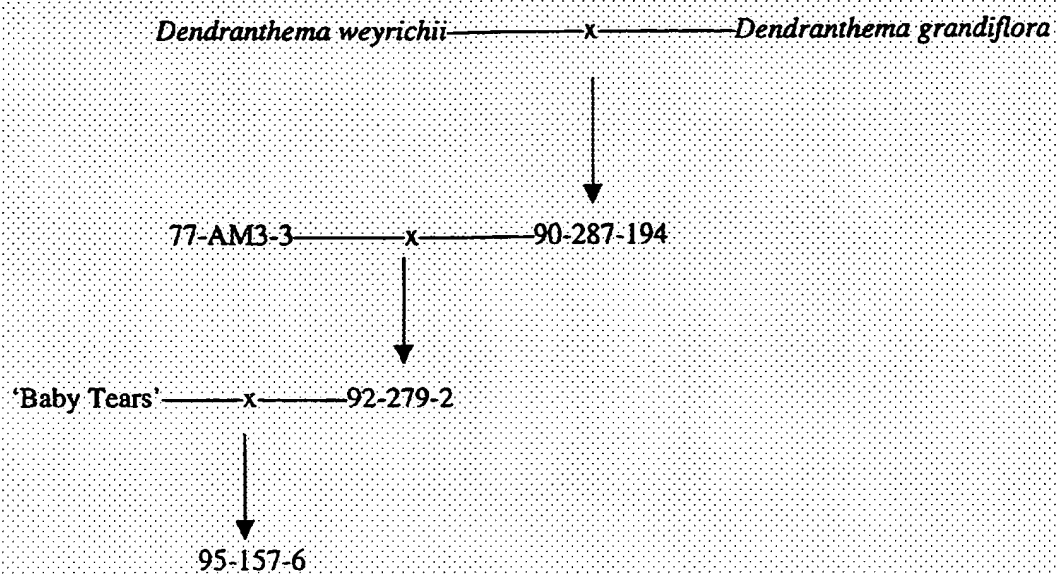 Dendranthema weyrichii x Dendranthema grandiflora
77-AM3-3 x 90-287-194
'Baby Tears' x 92-279-2
95-157-6